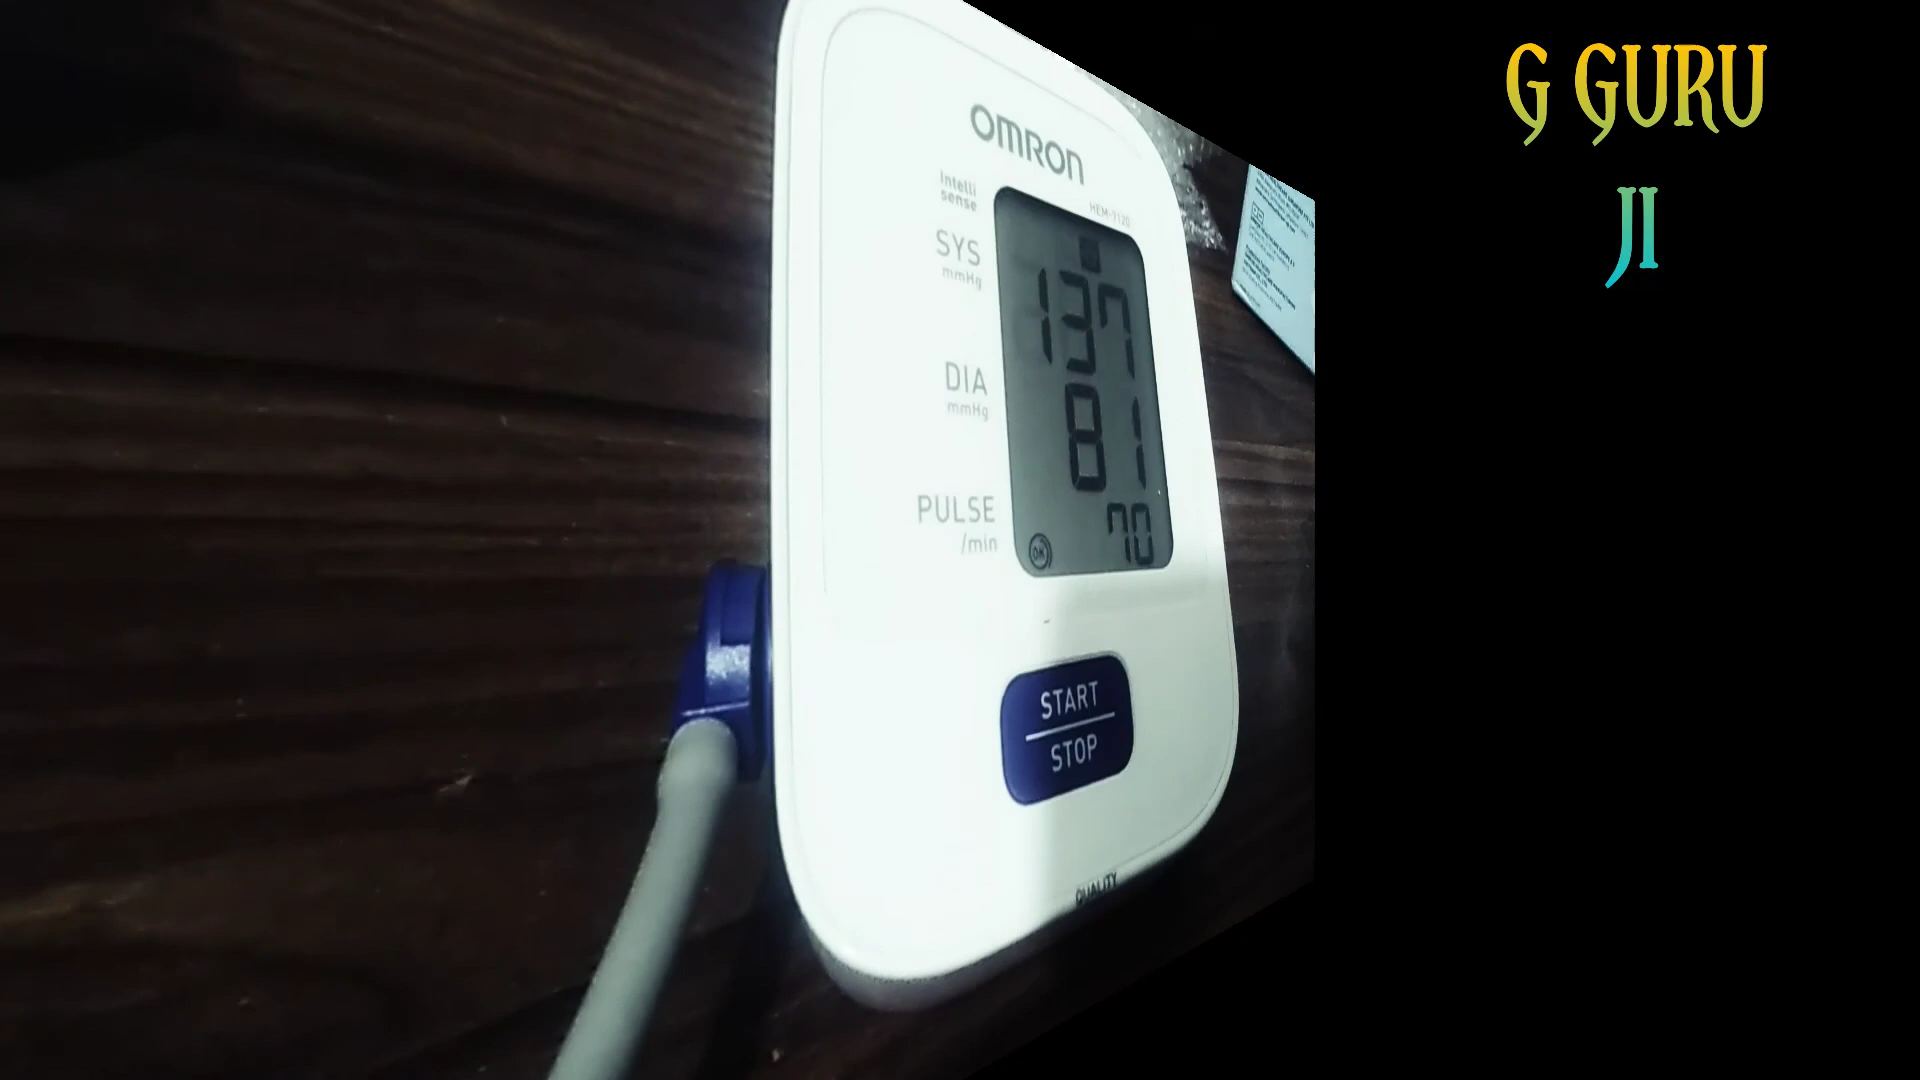 G GURU
JI
OMRON
Intelli
sense
HEM-7120
SYS
mmHg
137
DIA
mmHg
81
PULSE
/min
70
OK
START
STOP
QUALITY